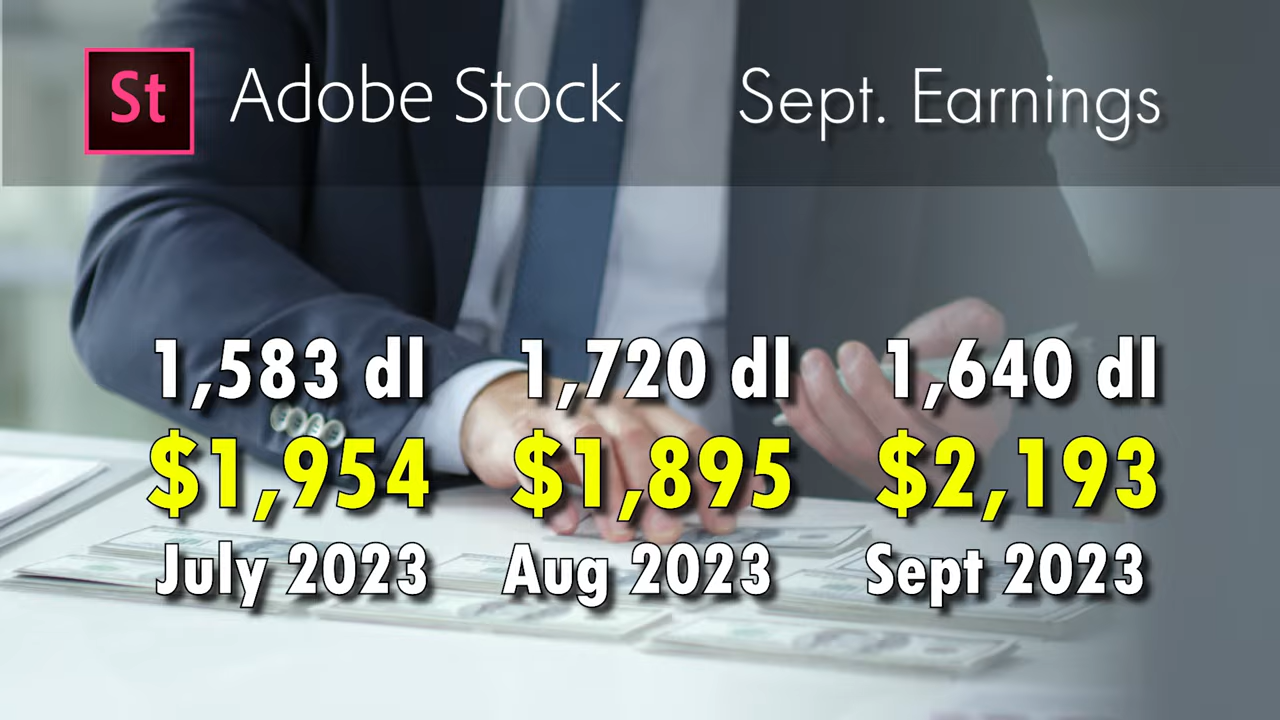 St Adobe Stock Sept. Earnings
1,583 dl 1,720 dl 1,640 dl
$1,954 $1,895 $2,193
July 2023 Aug 2023 Sept 2023